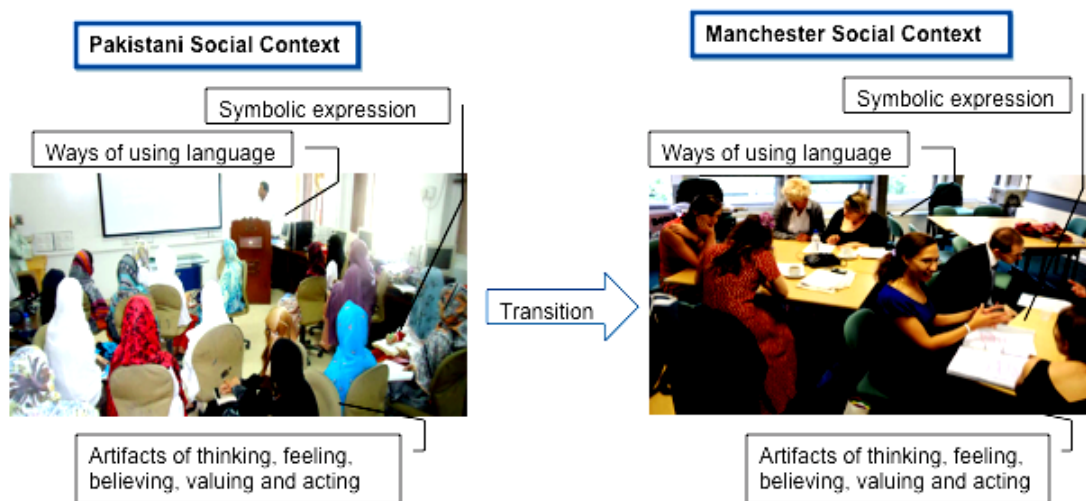 Pakistani Social Context
Symbolic expression
Ways of using language
Artifacts of thinking, feeling,
believing, valuing and acting
Transition
Manchester Social Context
Symbolic expression
Ways of using language
Artifacts of thinking, feeling,
believing, valuing and acting